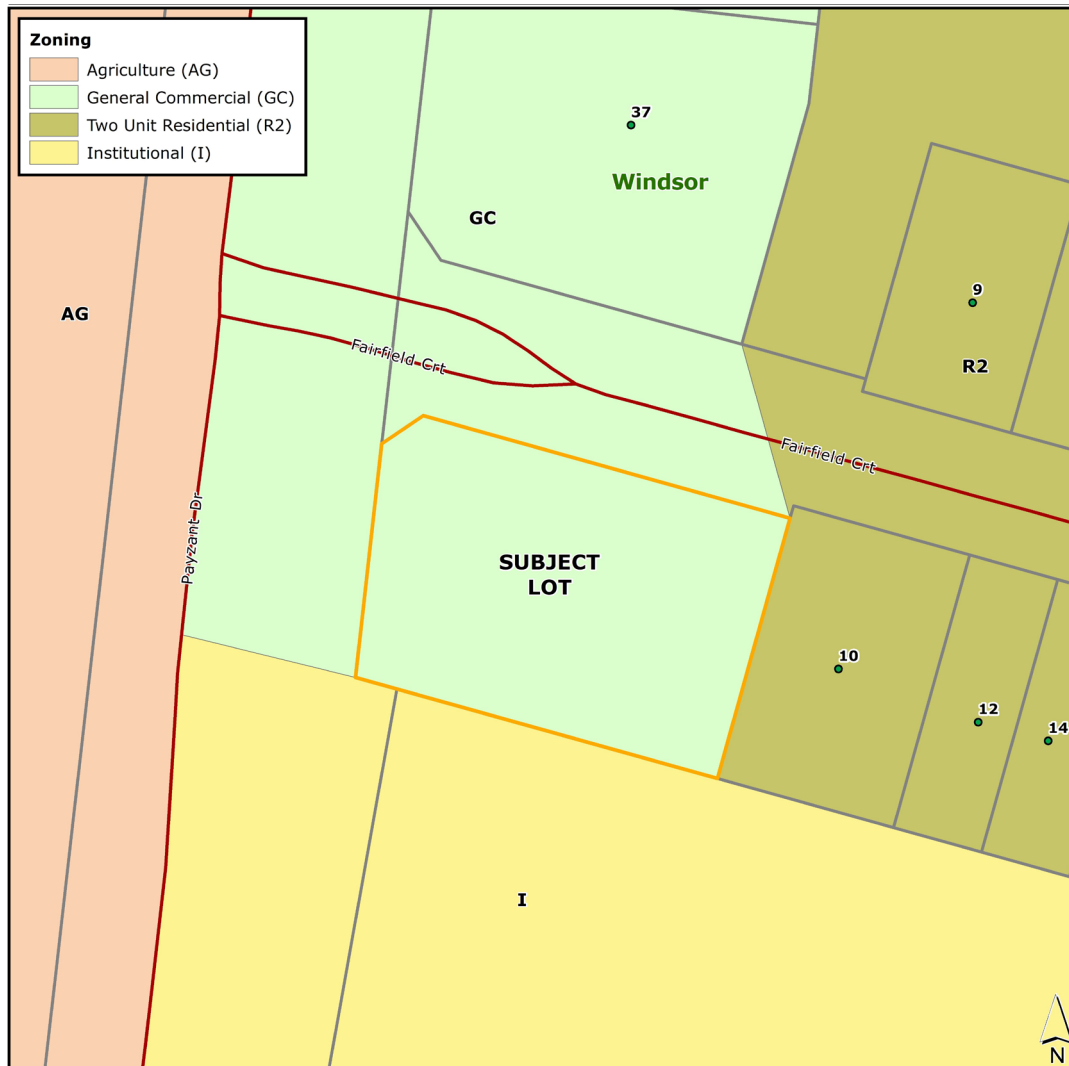 Zoning
Agriculture (AG)
General Commercial (GC)
Two Unit Residential (R2)
Institutional (I)
37
Windsor
GC
9
AG
R2
Fairfield Crt
Fairfield Crt
Payzant Dr
SUBJECT
LOT
10
12
14
I
N